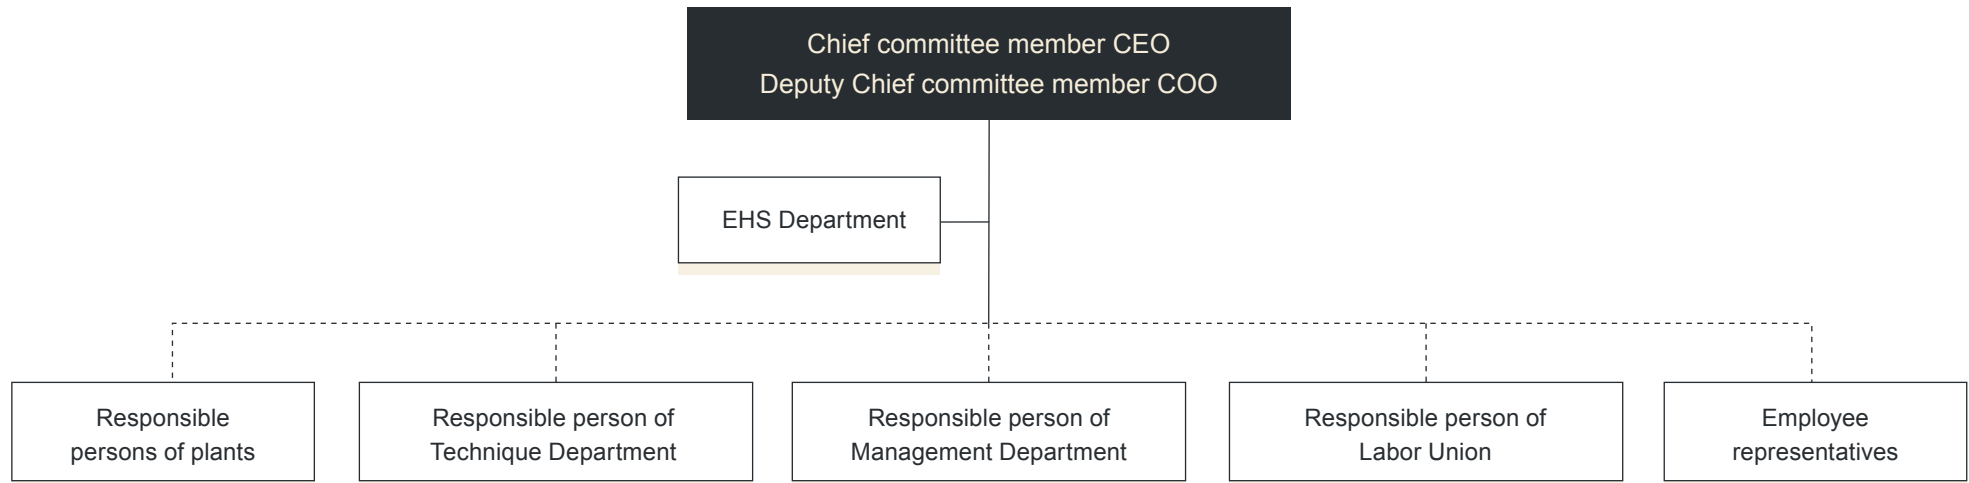 Chief committee member CEO
Deputy Chief committee member COO
EHS Department
Responsible
persons of plants
Responsible person of
Technique Department
Responsible person of
Management Department
Responsible person of
Labor Union
Employee
representatives